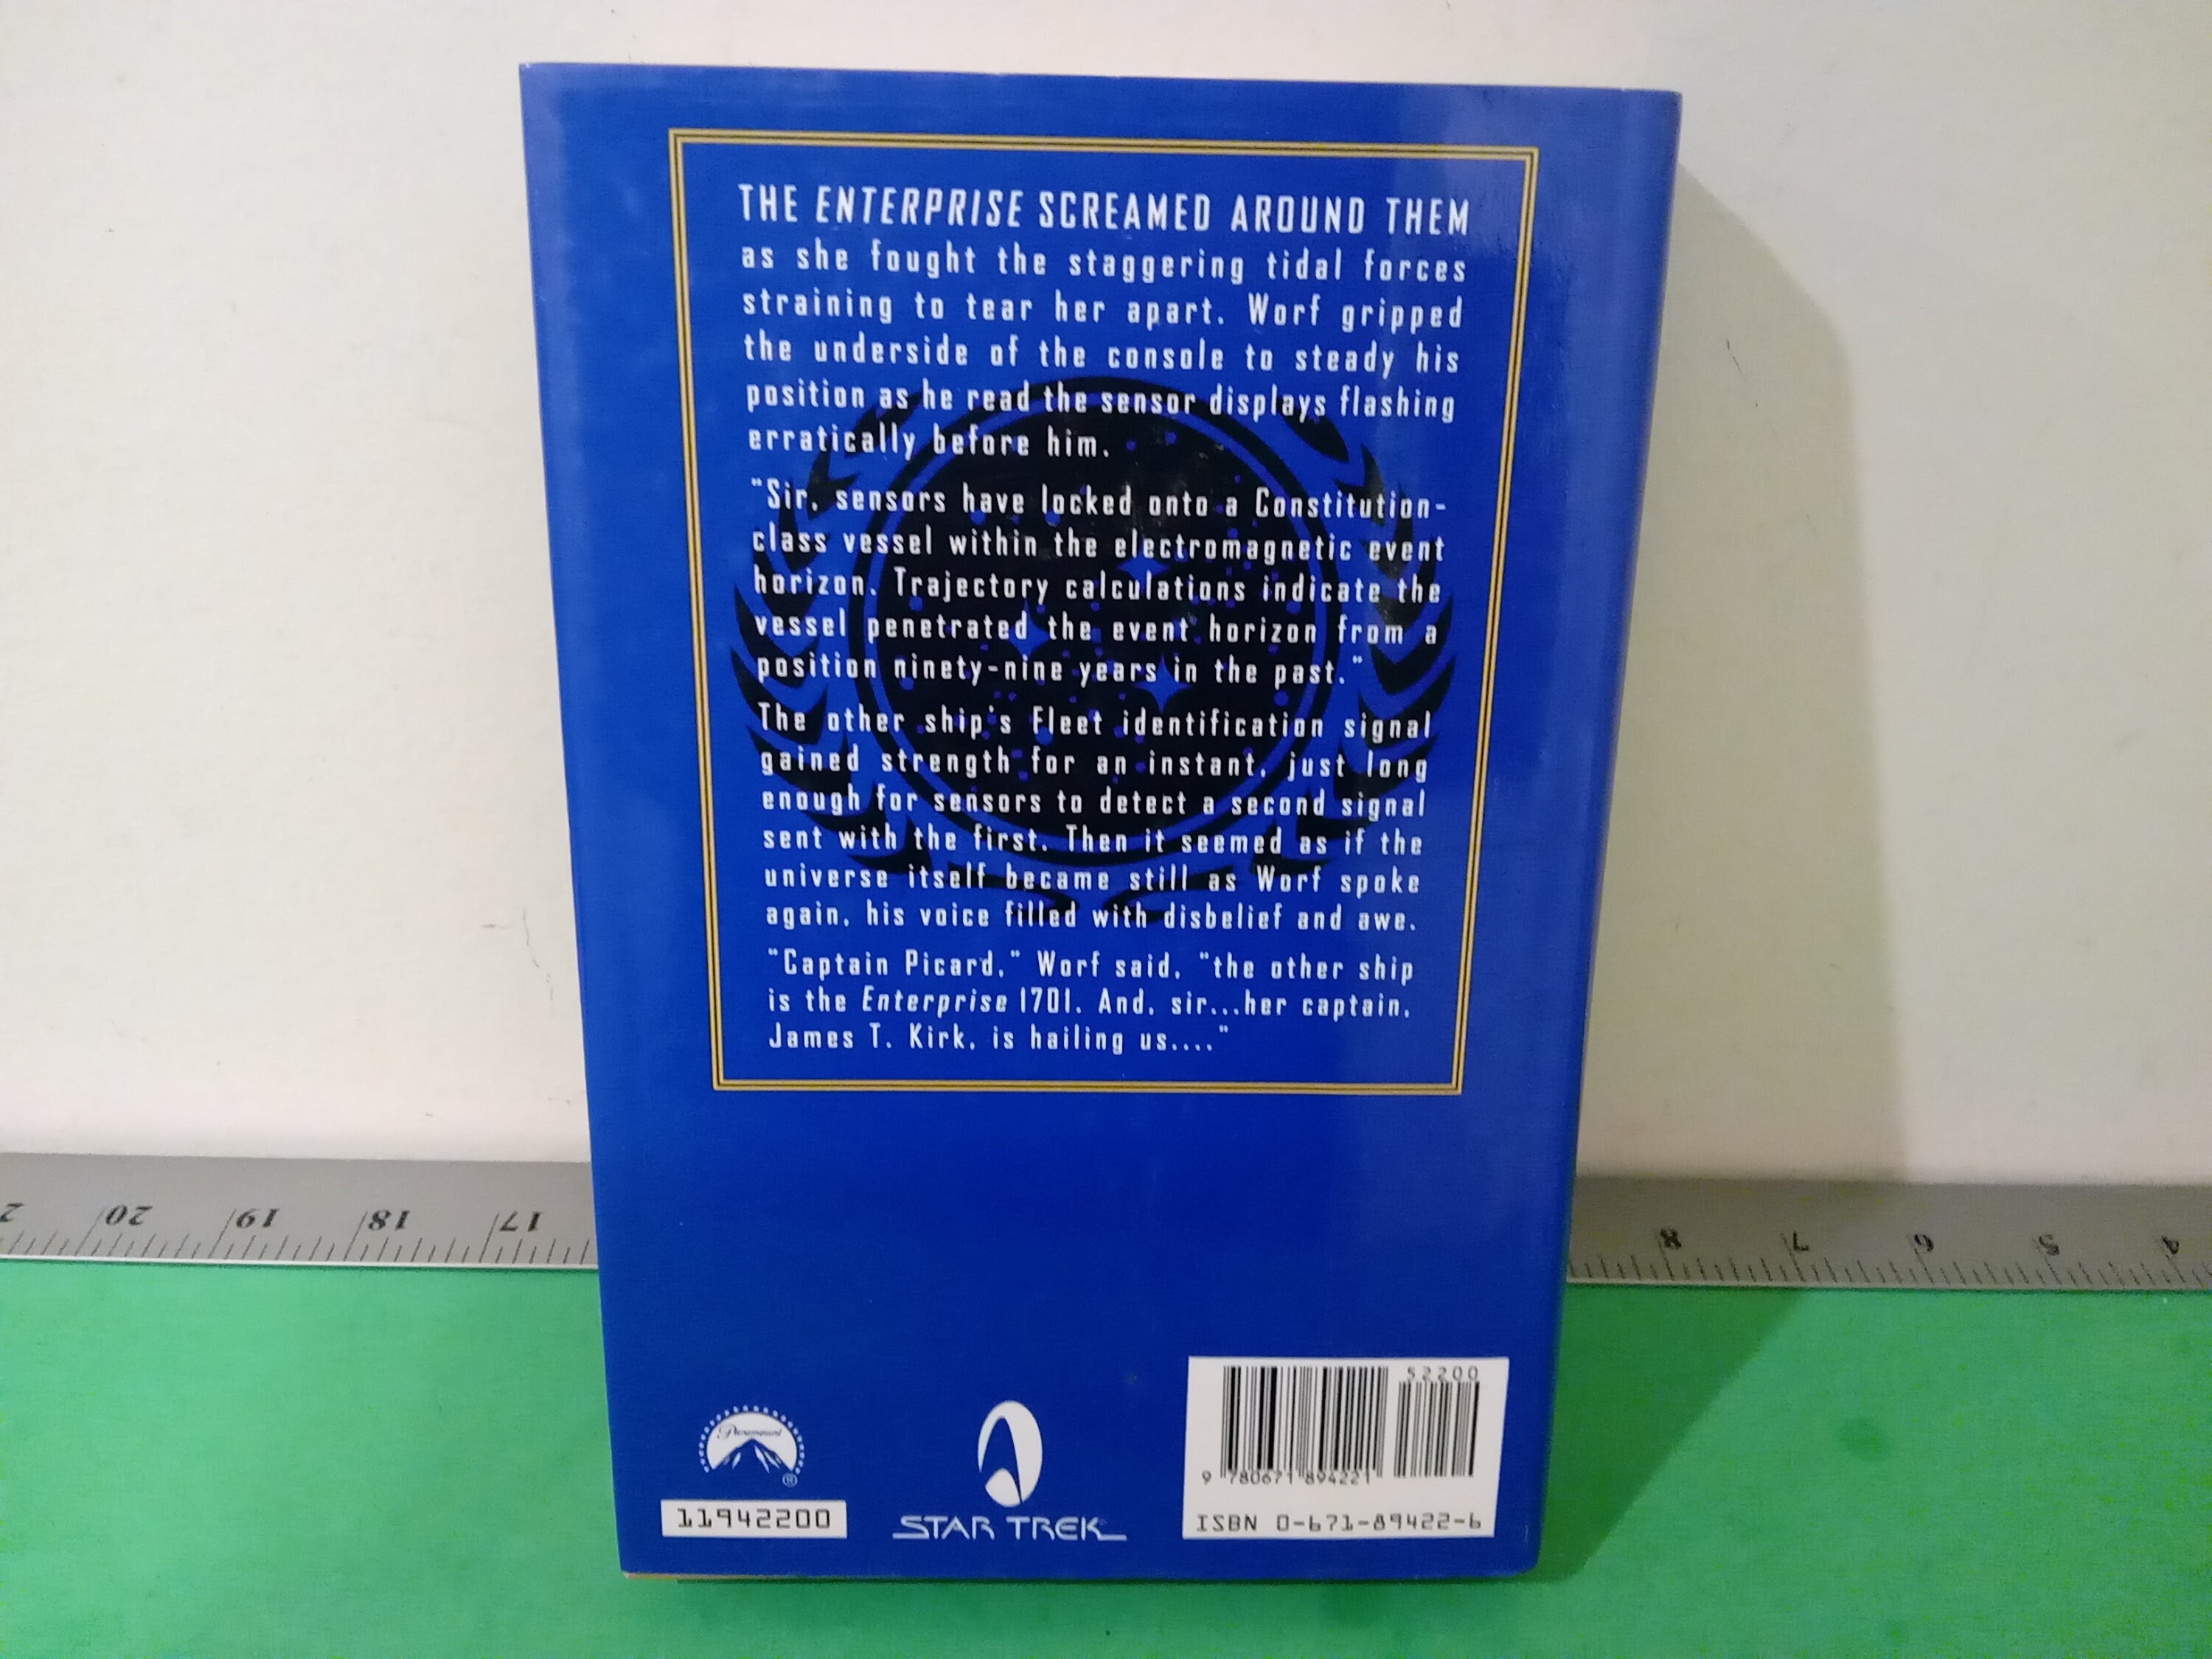 THE ENTERPRISE SCREAMED AROUND THEM
as she fought the staggering tidal forces
straining to tear her apart. Worf gripped
the underside of the console to steady his
position as he read the sensor displays flashing
erratically before him.
"Sir, sensors have locked onto a Constitution-
class vessel within the electromagnetic event
horizon. Trajectory calculations indicate the
vessel penetrated the event horizon from a
position ninety-nine years in the past."
The other ship's Fleet identification signal
gained strength for an instant, just long
enough for sensors to detect a second signal
sent with the first. Then it seemed as if the
universe itself became still as Worf spoke
again, his voice filled with disbelief and awe.
"Captain Picard," Worf said, "the other ship
is the Enterprise 1701. And, sir...her captain,
James T. Kirk, is hailing us...."
20 19 18 17
8 7 6 5 4
Paramount
®
11942200
STAR TREK
52200
9 780671 894221
ISBN 0-671-89422-6